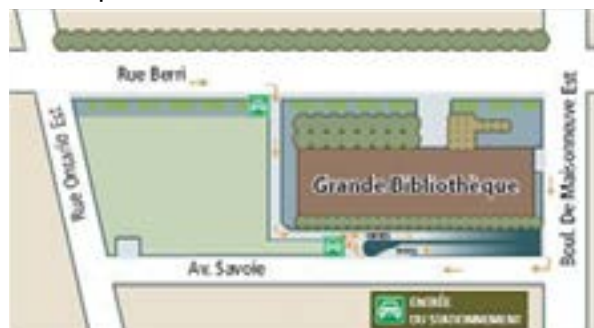 Rue Berri
Rue Ontario Est
Boul. De Maisonneuve Est
Grande Bibliothèque
Av. Savoie
ENTRÉE
DU STATIONNEMENT